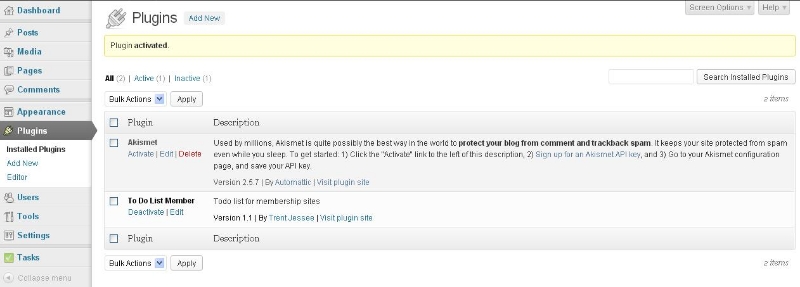 Dashboard
Posts
Media
Pages
Comments
Appearance
Plugins
Installed Plugins
Add New
Editor
Users
Tools
Settings
Tasks
Collapse menu
Screen Options Help
Plugins Add New
Plugin activated.
All (2) | Active (1) | Inactive (1)
Search Installed Plugins
Bulk Actions Apply
2 items
Plugin Description
Akismet
Activate | Edit | Delete
Used by millions, Akismet is quite possibly the best way in the world to protect your blog from comment and trackback spam. It keeps your site protected from spam
even while you sleep. To get started: 1) Click the "Activate" link to the left of this description, 2) Sign up for an Akismet API key, and 3) Go to your Akismet configuration
page, and save your API key.
Version 2.5.7 | By Automattic | Visit plugin site
To Do List Member
Deactivate | Edit
Todo list for membership sites
Version 1.1 | By Trent Jessee | Visit plugin site
Plugin Description
Bulk Actions Apply
2 items